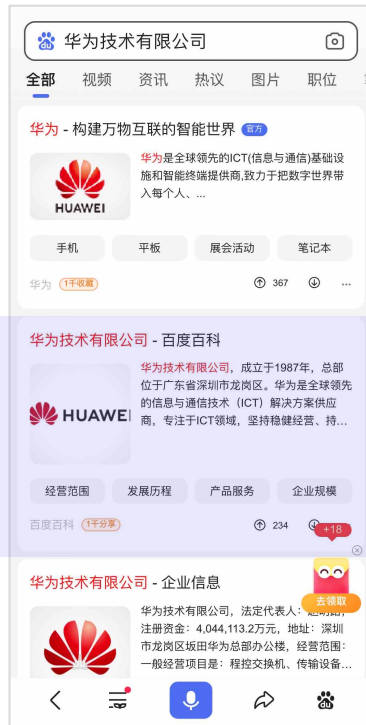 华为技术有限公司
全部 视频 资讯 热议 图片 职位
华为 - 构建万物互联的智能世界 官方
华为是全球领先的ICT(信息与通信)基础设
施和智能终端提供商,致力于把数字世界带
入每个人、...
HUAWEI
手机 平板 展会活动 笔记本
华为 1千收藏 367 ...
华为技术有限公司 - 百度百科
华为技术有限公司，成立于1987年，总部
位于广东省深圳市龙岗区。华为是全球领先
的信息与通信技术（ICT）解决方案供应
商，专注于ICT领域，坚持稳健经营、持...
HUAWEI
经营范围 发展历程 产品服务 企业规模
百度百科 1千分享 234
+18
华为技术有限公司 - 企业信息
去领取
华为技术有限公司，法定代表人：
注册资金：4,044,113.2万元，地址：深圳
市龙岗区坂田华为总部办公楼，经营范围：
一般经营项目是：程控交换机、传输设备...